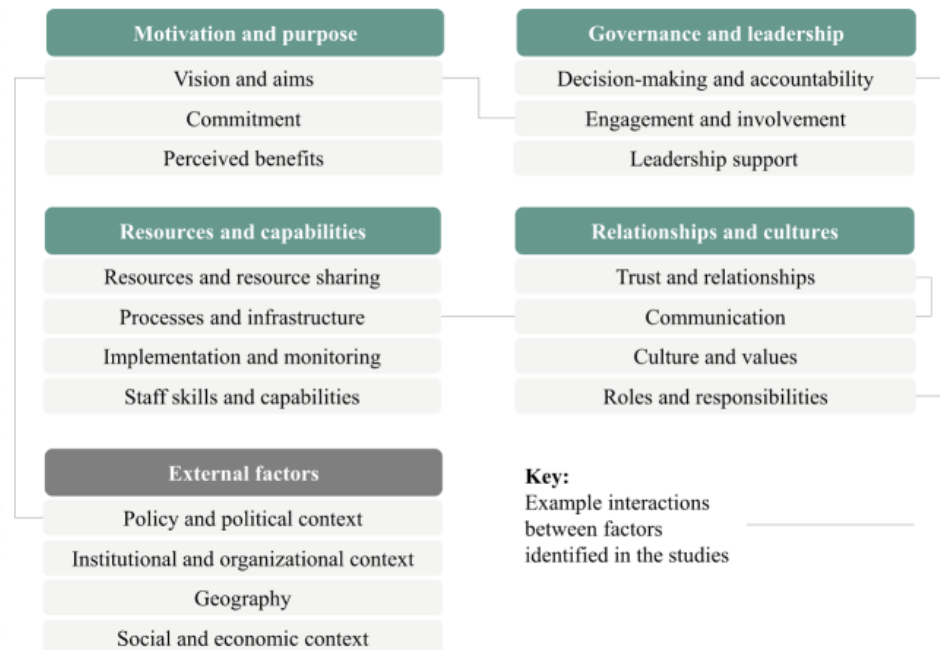 Motivation and purpose
Vision and aims
Commitment
Perceived benefits
Governance and leadership
Decision-making and accountability
Engagement and involvement
Leadership support
Resources and capabilities
Resources and resource sharing
Processes and infrastructure
Implementation and monitoring
Staff skills and capabilities
Relationships and cultures
Trust and relationships
Communication
Culture and values
Roles and responsibilities
External factors
Policy and political context
Institutional and organizational context
Geography
Social and economic context
Key:
Example interactions
between factors
identified in the studies